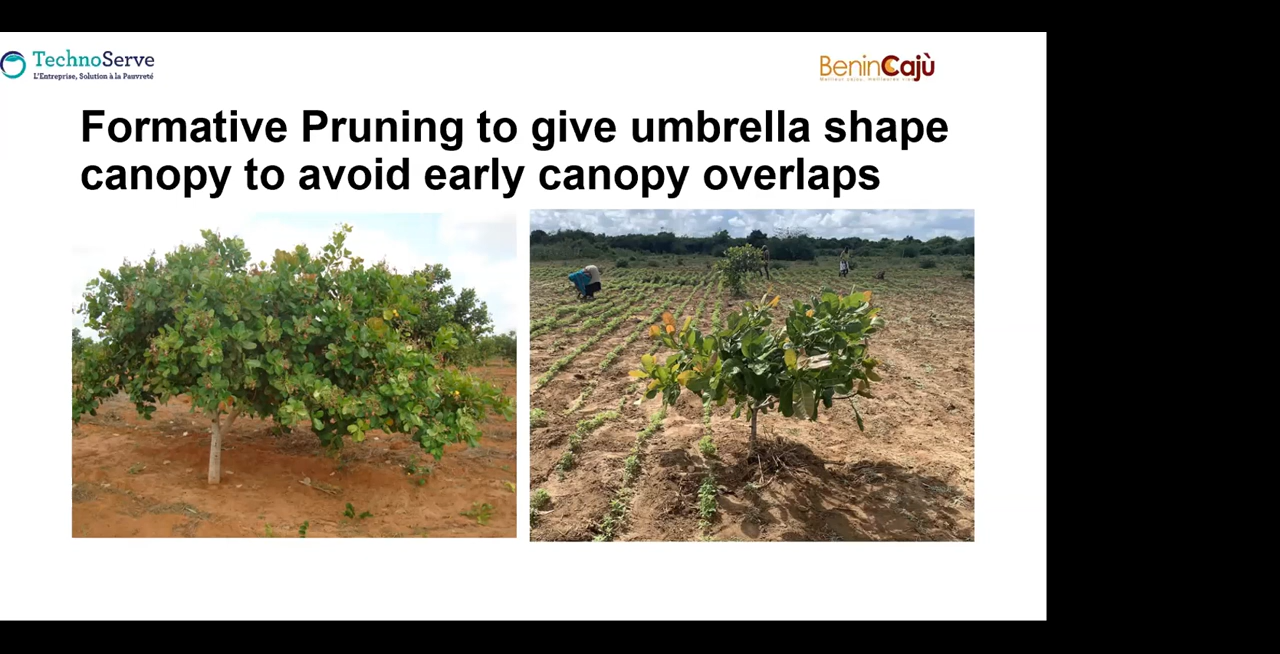 TechnoServe
L'Entreprise, Solution à la Pauvreté
BeninCajù
Formative Pruning to give umbrella shape
canopy to avoid early canopy overlaps